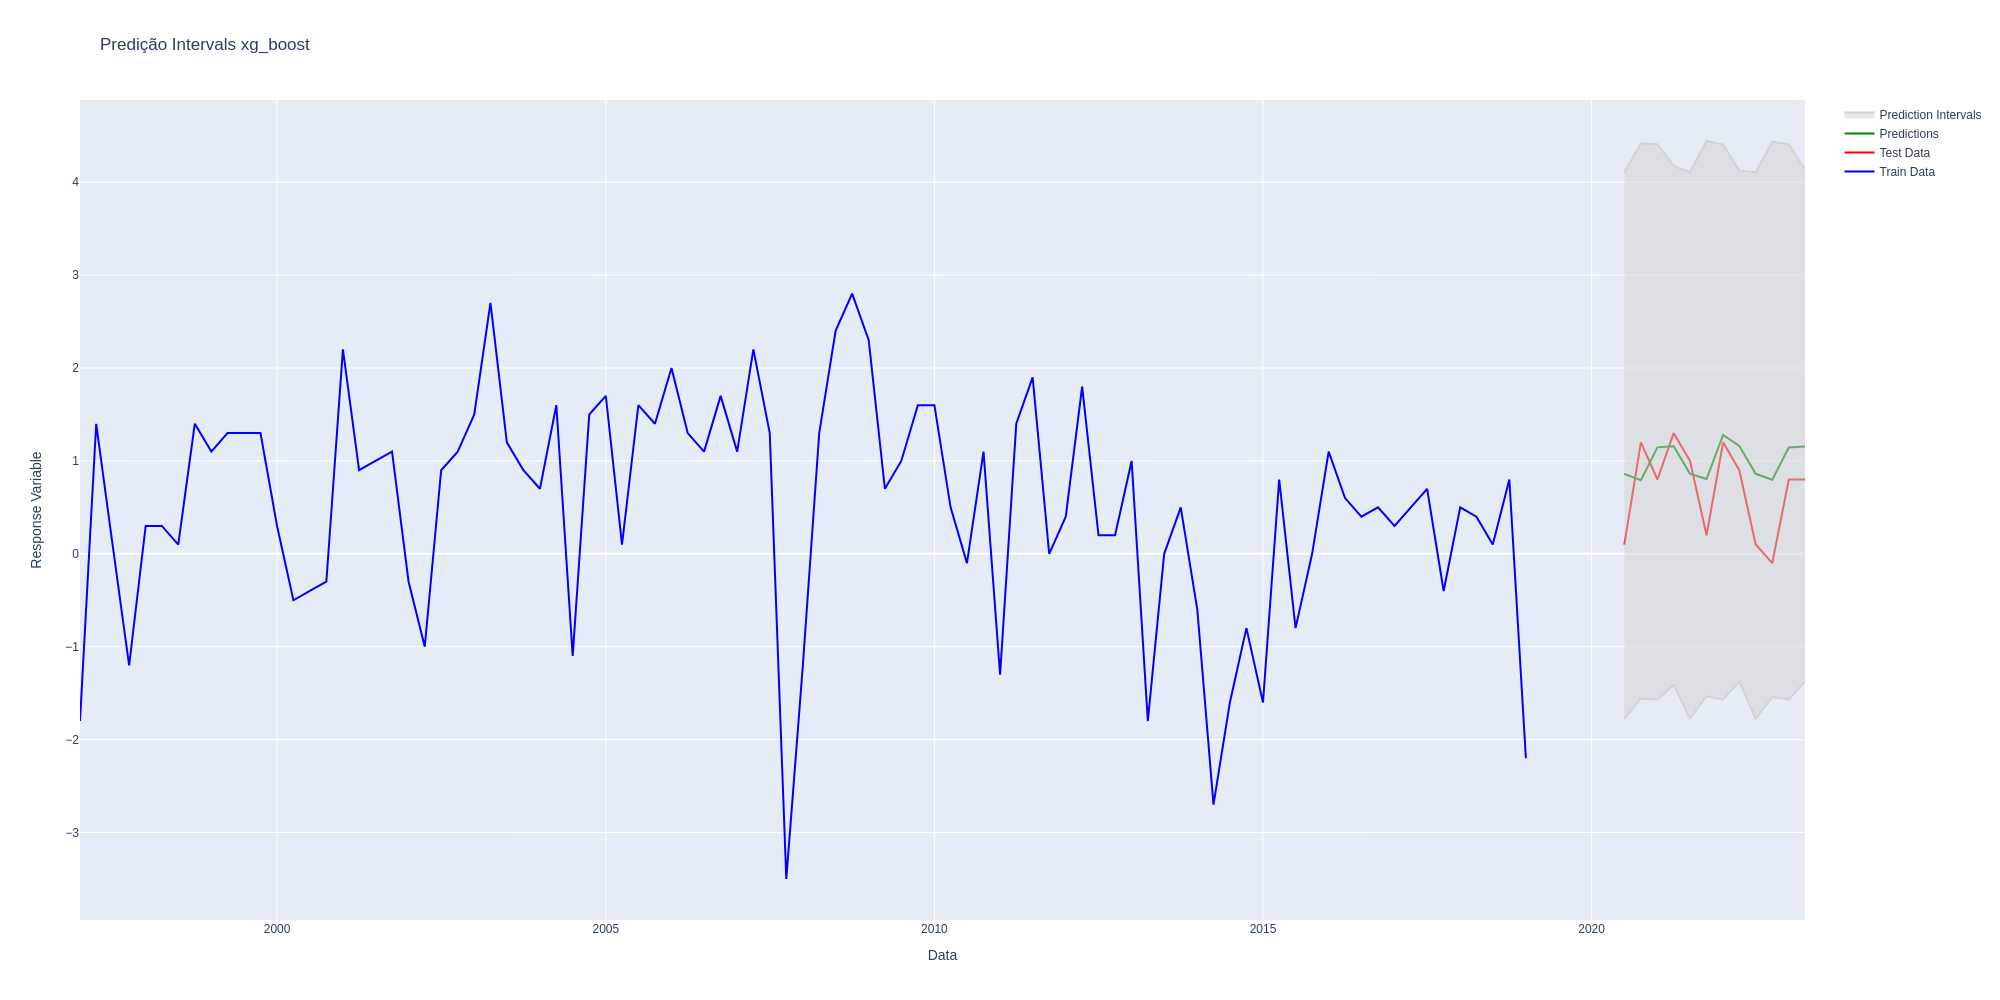 Predição Intervals xg_boost
Prediction Intervals
Predictions
Test Data
Train Data
Response Variable
4
3
2
1
0
−1
−2
−3
2000
2005
2010
2015
2020
Data